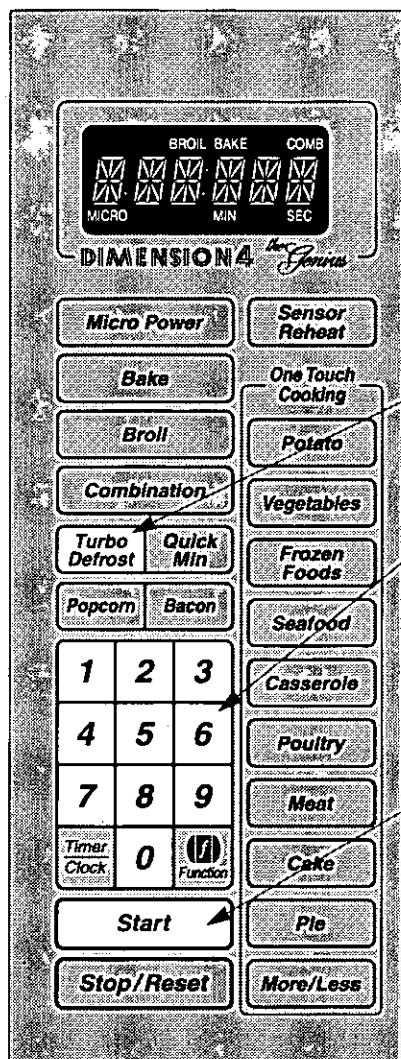 BROIL BAKE COMB
MICRO MIN SEC
DIMENSION 4 the Genius
Micro Power
Sensor
Reheat
Bake
Broil
Combination
Turbo
Defrost
Quick
Min
Popcorn
Bacon
1 2 3
4 5 6
7 8 9
Timer
Clock
0
f
Function
Start
Stop/Reset
One Touch
Cooking
Potato
Vegetables
Frozen
Foods
Seafood
Casserole
Poultry
Meat
Cake
Pie
More/Less